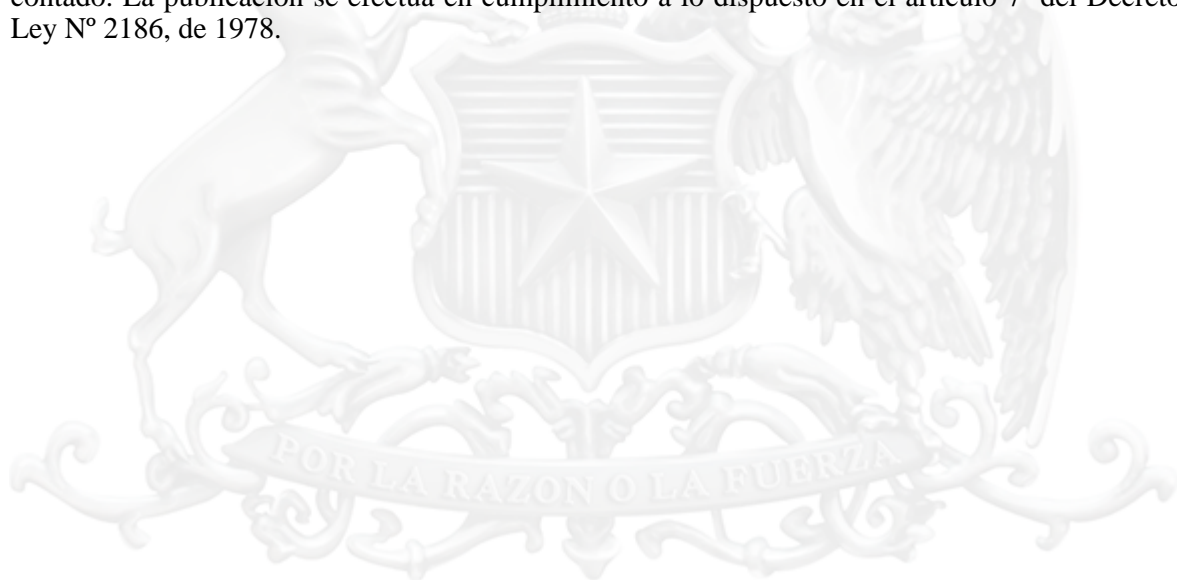 contado. La publicación se efectúa en cumplimiento a lo dispuesto en el artículo 7º del Decreto
Ley Nº 2186, de 1978.
POR LA RAZON O LA FUERZA